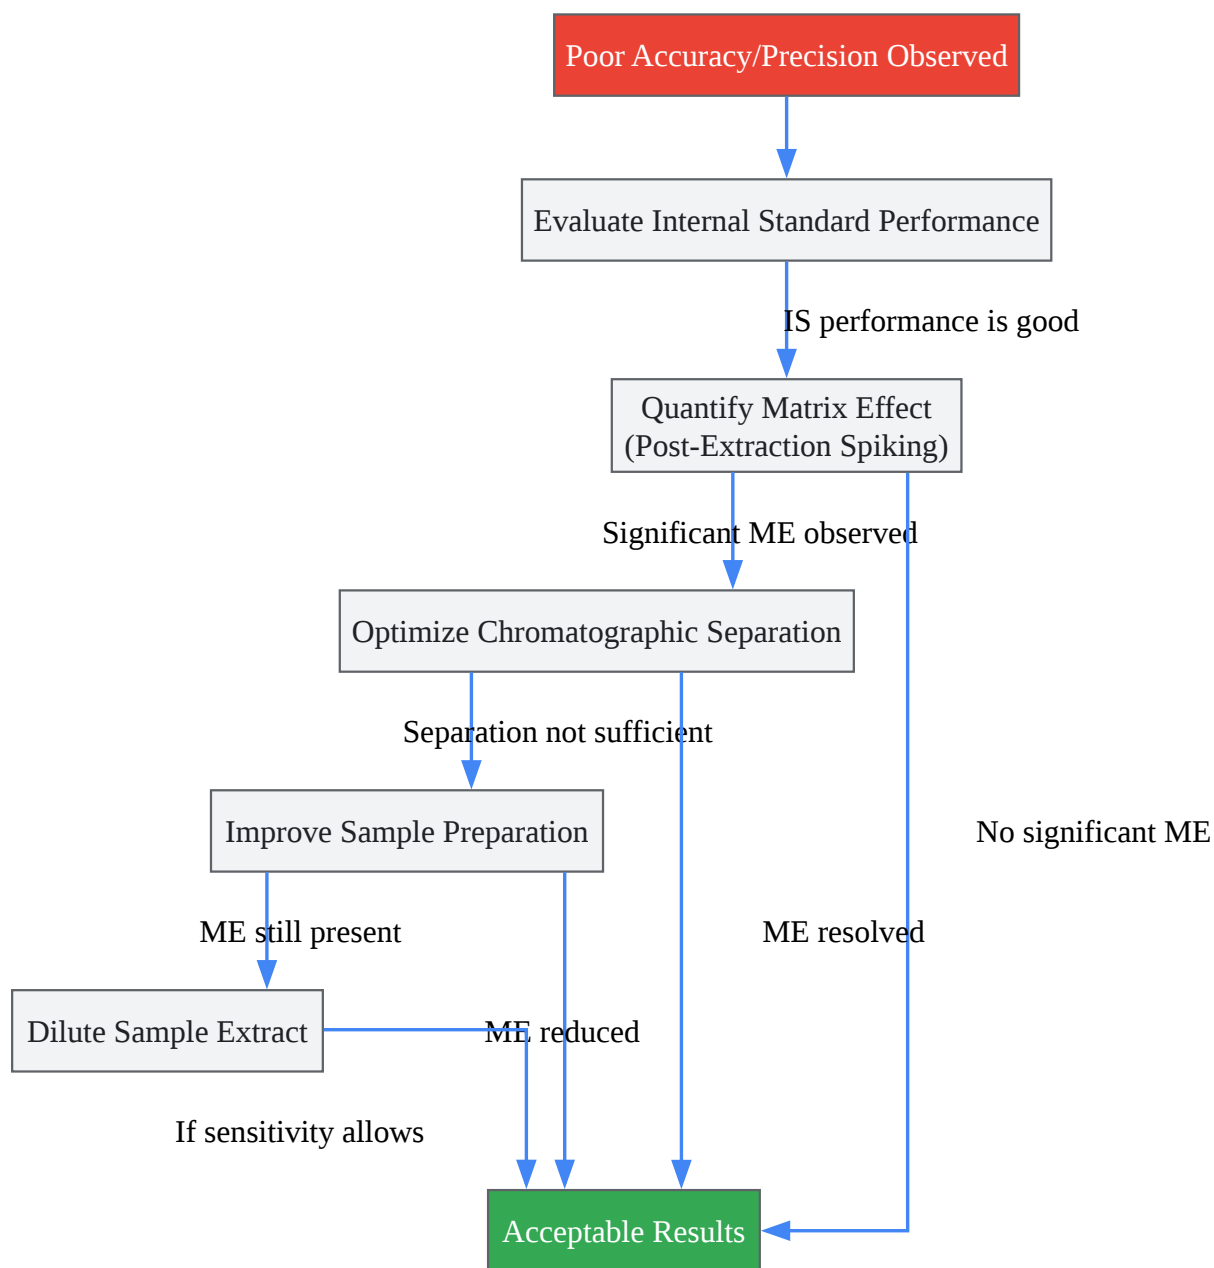 Poor Accuracy/Precision Observed
Evaluate Internal Standard Performance
IS performance is good
Quantify Matrix Effect
(Post-Extraction Spiking)
Significant ME observed
Optimize Chromatographic Separation
Separation not sufficient
Improve Sample Preparation
No significant ME
ME still present
ME resolved
Dilute Sample Extract
ME reduced
If sensitivity allows
Acceptable Results